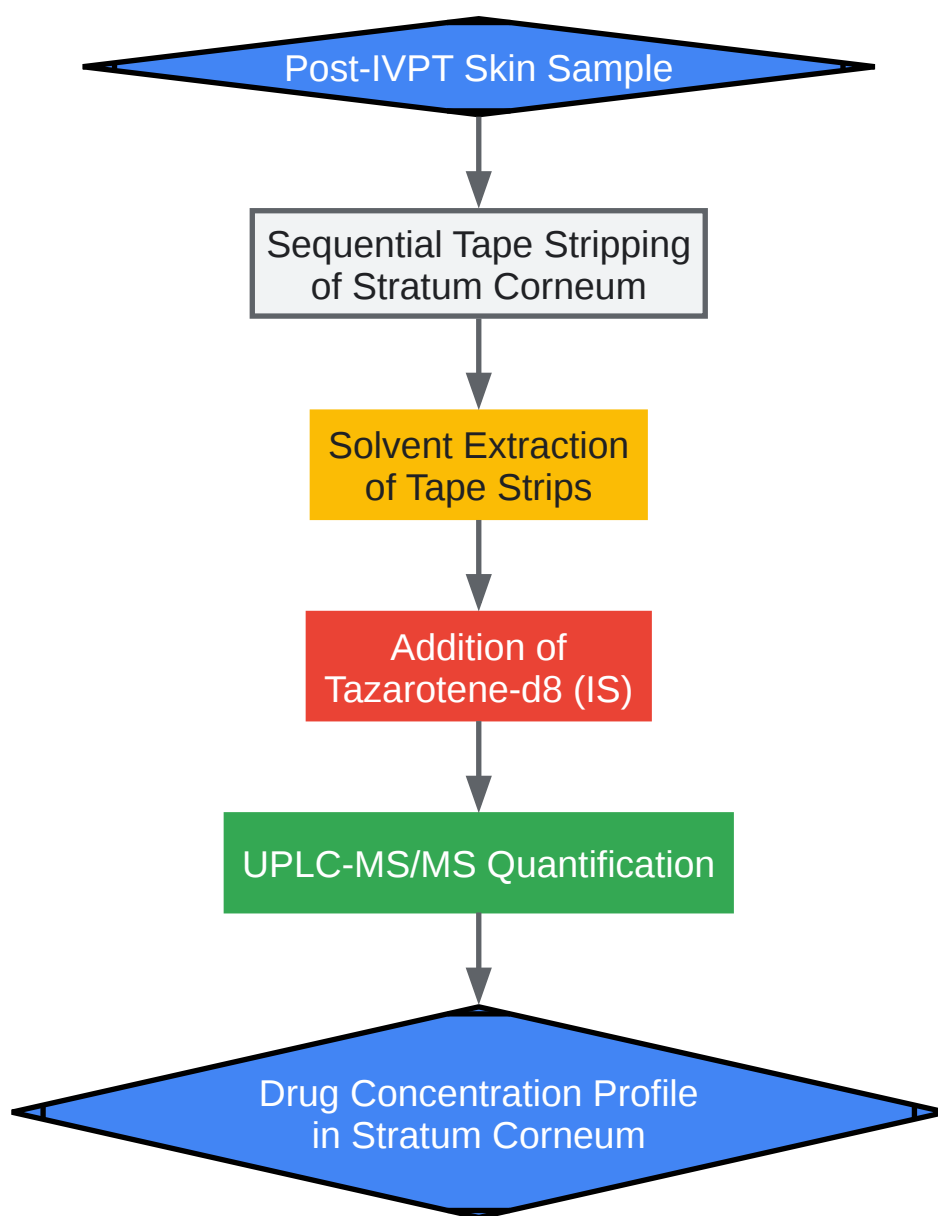 Post-IVPT Skin Sample
Sequential Tape Stripping
of Stratum Corneum
Solvent Extraction
of Tape Strips
Addition of
Tazarotene-d8 (IS)
UPLC-MS/MS Quantification
Drug Concentration Profile
in Stratum Corneum